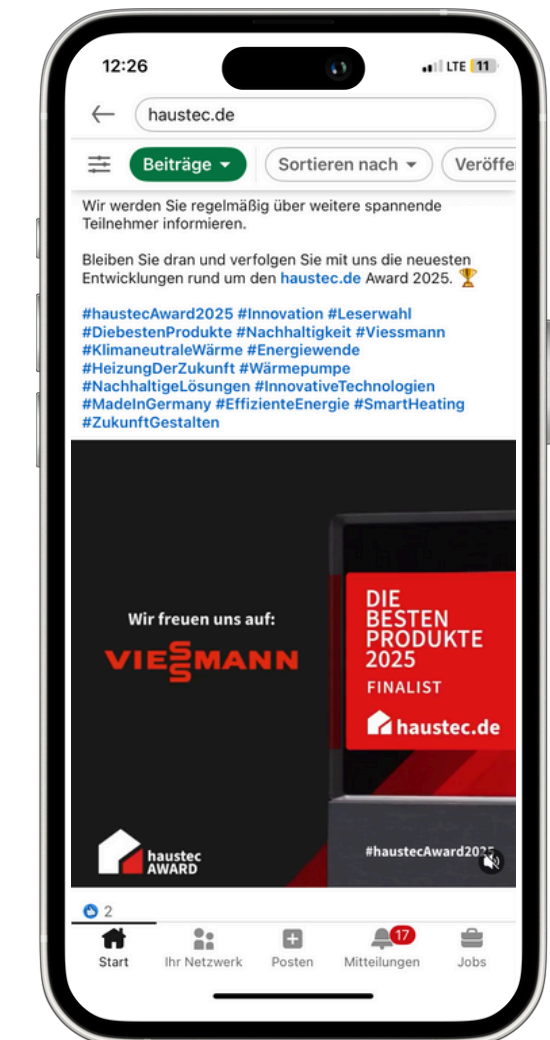 12:26
LTE 11
haustec.de
Beiträge
Sortieren nach
Veröffe
Wir werden Sie regelmäßig über weitere spannende
Teilnehmer informieren.
Bleiben Sie dran und verfolgen Sie mit uns die neuesten
Entwicklungen rund um den haustec.de Award 2025. 🏆
#haustecAward2025 #Innovation #Leserwahl
#DiebestenProdukte #Nachhaltigkeit #Viessmann
#KlimaneutraleWärme #Energiewende
#HeizungDerZukunft #Wärmepumpe
#NachhaltigeLösungen #InnovativeTechnologien
#MadeInGermany #EffizienteEnergie #SmartHeating
#ZukunftGestalten
Wir freuen uns auf:
VIESSMANN
DIE
BESTEN
PRODUKTE
2025
FINALIST
haustec.de
haustec
AWARD
#haustecAward2025
2
Start
Ihr Netzwerk
Posten
Mitteilungen
17
Jobs